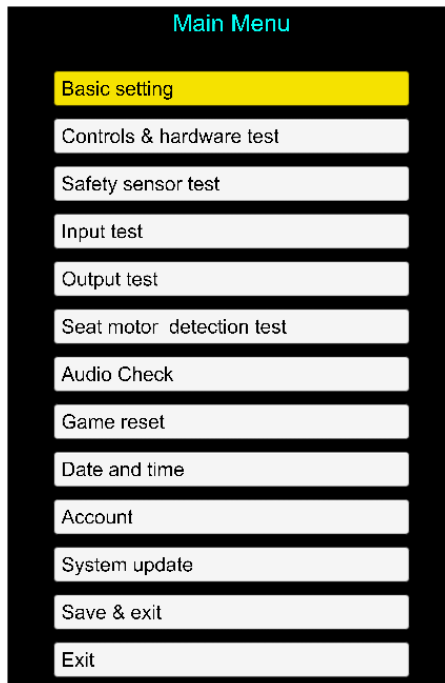 Main Menu
Basic setting
Controls & hardware test
Safety sensor test
Input test
Output test
Seat motor  detection test
Audio Check
Game reset
Date and time
Account
System update
Save & exit
Exit